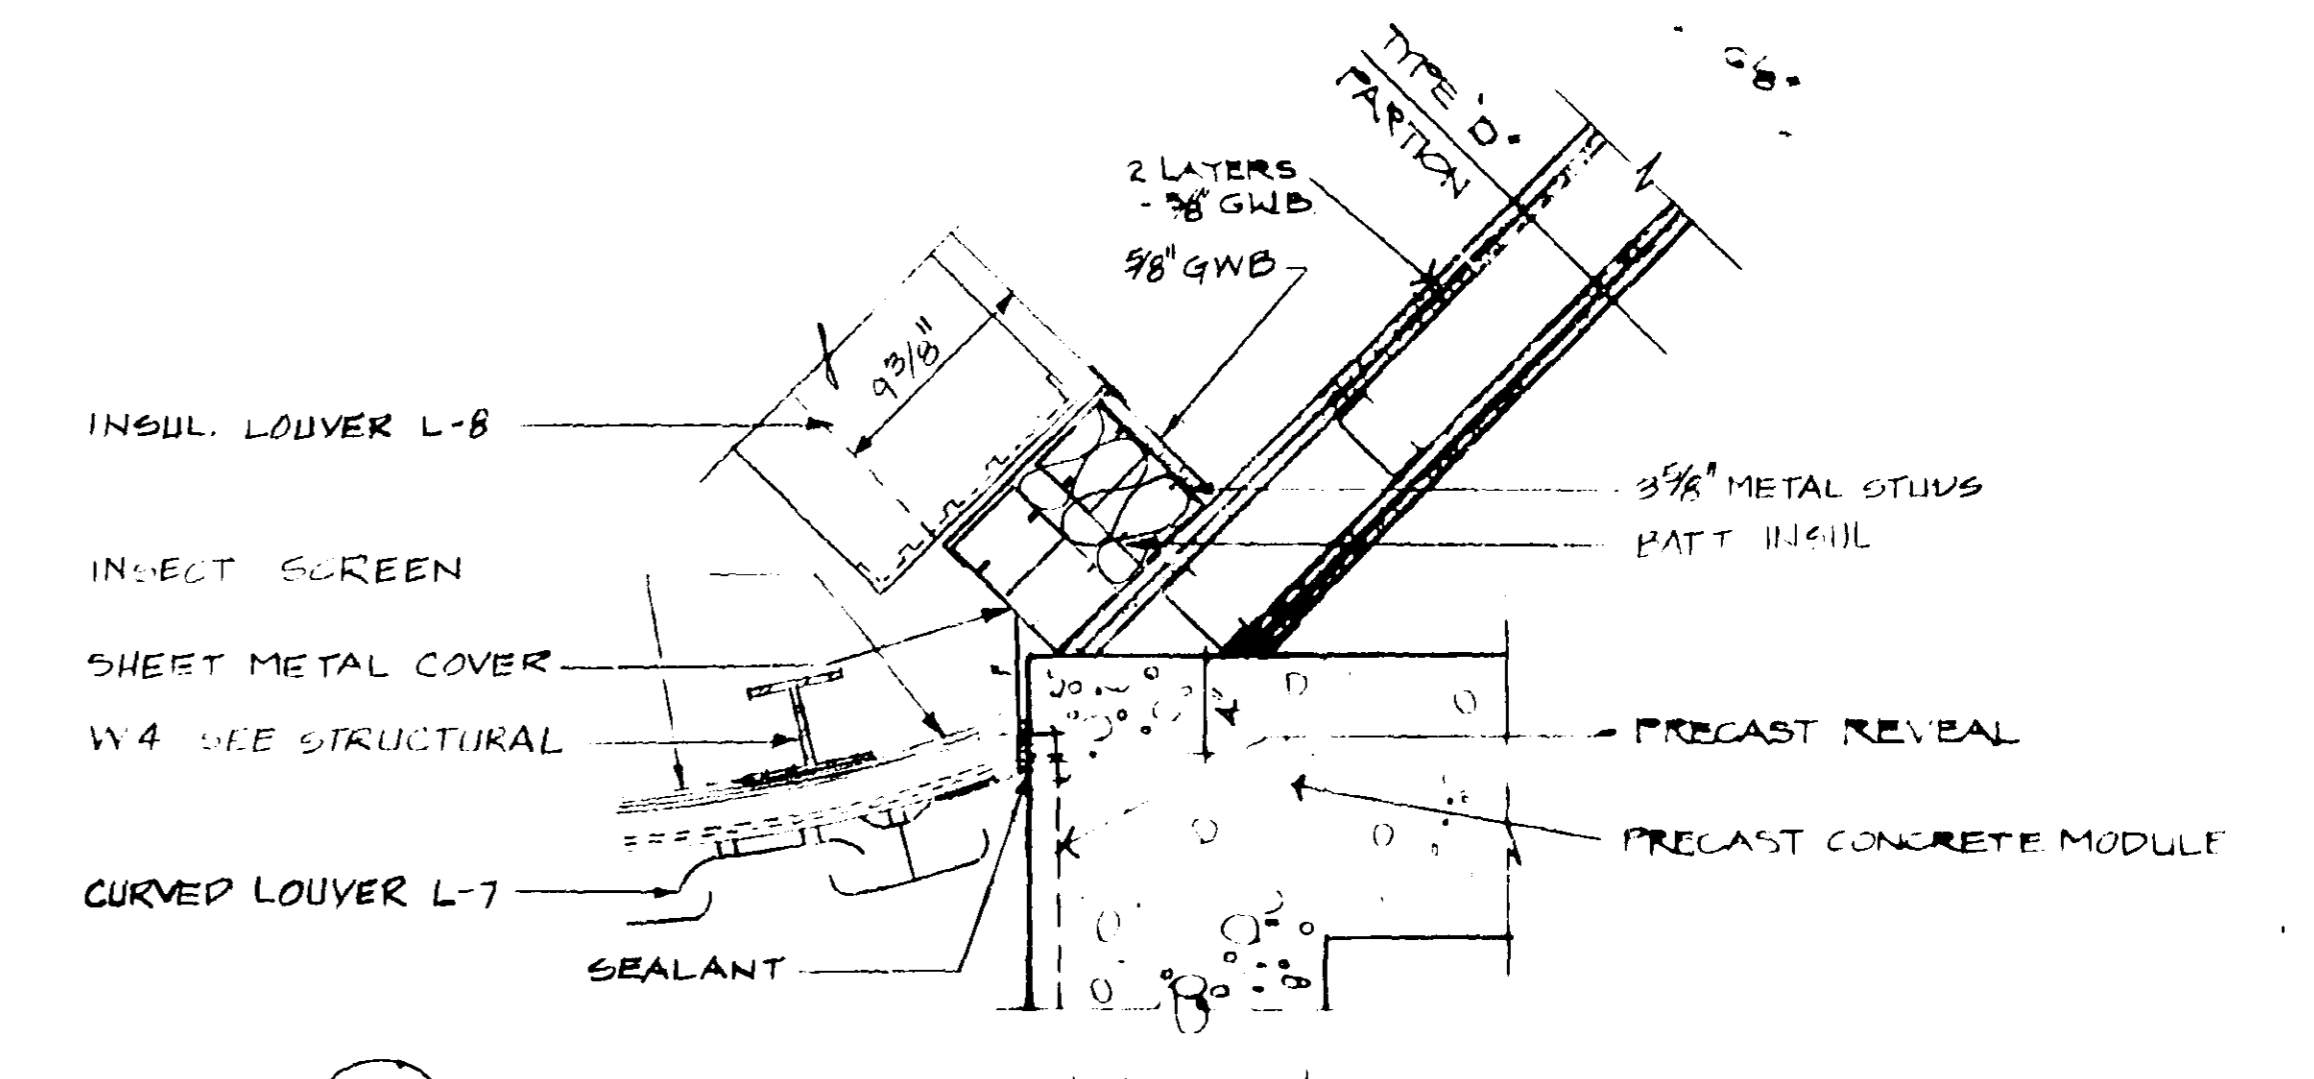 TYPE 'D'
PARTION
2 LAYERS
GWB
5/8" GWB
9 3/8"
INSUL. LOUVER L-8
3 5/8" METAL STUDS
BATT INSUL
INSECT SCREEN
SHEET METAL COVER
W4 SEE STRUCTURAL
4"
PRECAST REVEAL
PRECAST CONCRETE MODULE
CURVED LOUVER L-7
SEALANT